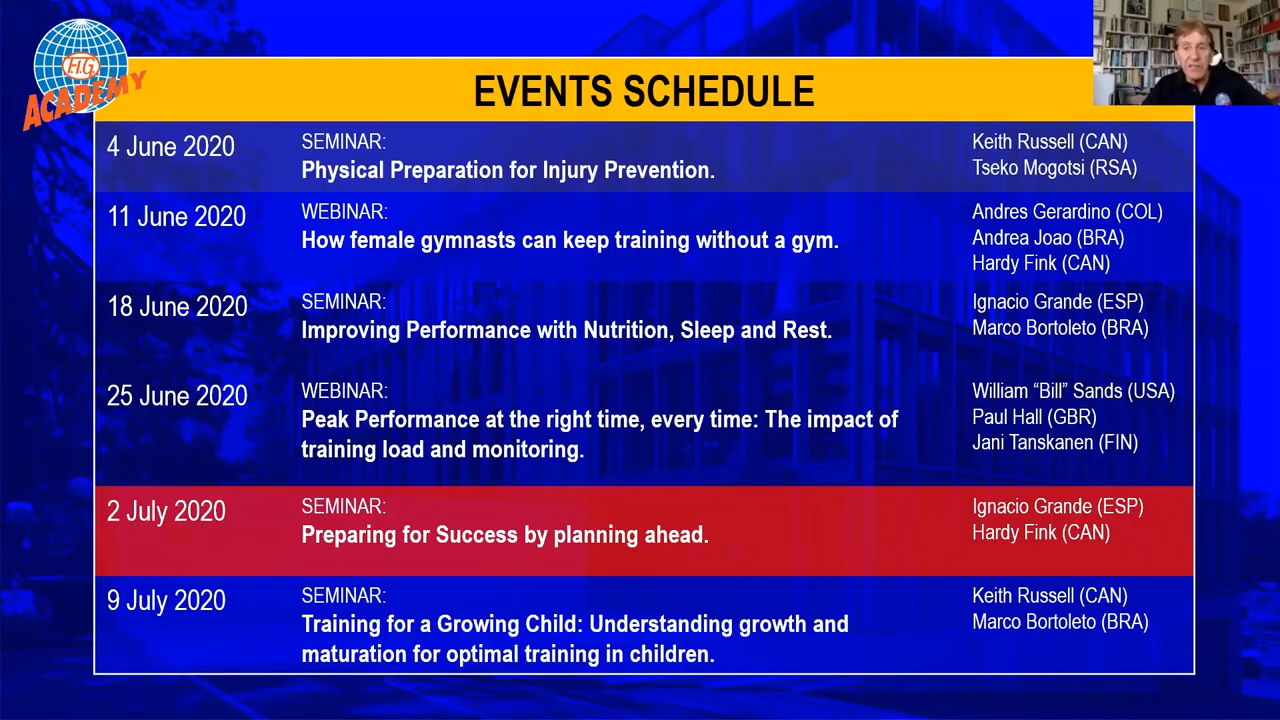 F.I.G.
ACADEMY
EVENTS SCHEDULE
4 June 2020
SEMINAR:
Physical Preparation for Injury Prevention.
Keith Russell (CAN)
Tseko Mogotsi (RSA)
11 June 2020
WEBINAR:
How female gymnasts can keep training without a gym.
Andres Gerardino (COL)
Andrea Joao (BRA)
Hardy Fink (CAN)
18 June 2020
SEMINAR:
Improving Performance with Nutrition, Sleep and Rest.
Ignacio Grande (ESP)
Marco Bortoleto (BRA)
25 June 2020
WEBINAR:
Peak Performance at the right time, every time: The impact of
training load and monitoring.
William “Bill” Sands (USA)
Paul Hall (GBR)
Jani Tanskanen (FIN)
2 July 2020
SEMINAR:
Preparing for Success by planning ahead.
Ignacio Grande (ESP)
Hardy Fink (CAN)
9 July 2020
SEMINAR:
Training for a Growing Child: Understanding growth and
maturation for optimal training in children.
Keith Russell (CAN)
Marco Bortoleto (BRA)